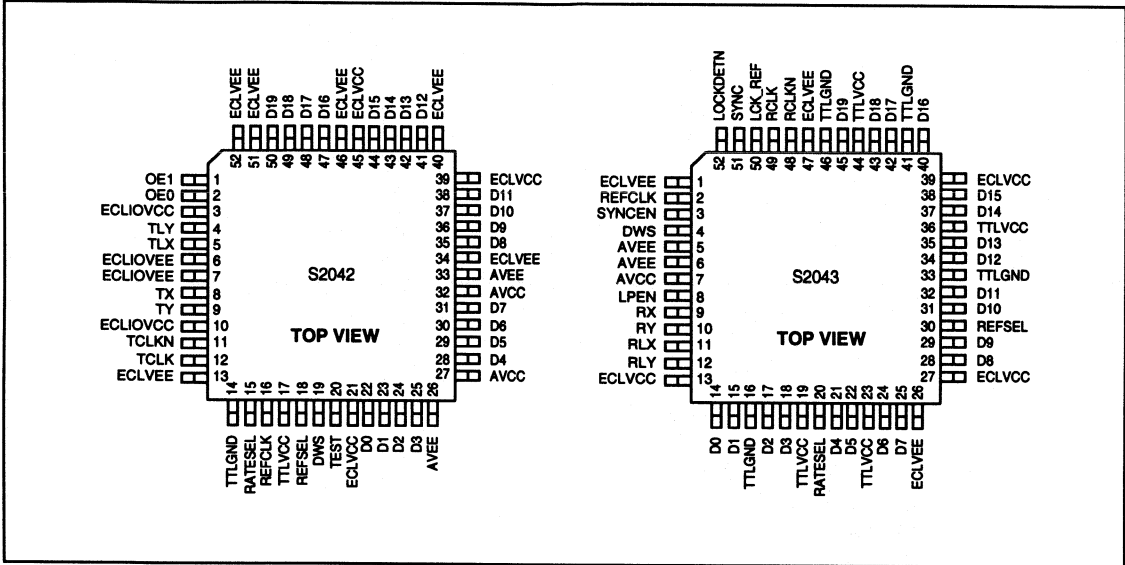 ECLVEE
ECLVEE
D19
D18
D17
D16
ECLVEE
ECLVCC
D15
D14
D13
D12
ECLVEE
52 51 50 49 48 47 46 45 44 43 42 41 40
OE1 1
OE0 2
ECLIOVCC 3
TLY 4
TLX 5
ECLIOVEE 6
ECLIOVEE 7
TX 8
TY 9
ECLIOVCC 10
TCLKN 11
TCLK 12
ECLVEE 13
S2042
TOP VIEW
39 ECLVCC
38 D11
37 D10
36 D9
35 D8
34 ECLVEE
33 AVEE
32 AVCC
31 D7
30 D6
29 D5
28 D4
27 AVCC
14 15 16 17 18 19 20 21 22 23 24 25 26
TTLGND
RATESEL
REFCLK
TTLVCC
REFSEL
DWS
TEST
ECLVCC
D0
D1
D2
D3
AVEE
LOCKDETN
SYNC
LCK_REF
RCLK
RCLKN
ECLVEE
TTLGND
D19
TTLVCC
D18
D17
TTLGND
D16
52 51 50 49 48 47 46 45 44 43 42 41 40
ECLVEE 1
REFCLK 2
SYNCEN 3
DWS 4
AVEE 5
AVEE 6
AVCC 7
LPEN 8
RX 9
RY 10
RLX 11
RLY 12
ECLVCC 13
S2043
TOP VIEW
39 ECLVCC
38 D15
37 D14
36 TTLVCC
35 D13
34 D12
33 TTLGND
32 D11
31 D10
30 REFSEL
29 D9
28 D8
27 ECLVCC
14 15 16 17 18 19 20 21 22 23 24 25 26
D0
D1
TTLGND
D2
D3
TTLVCC
RATESEL
D4
D5
TTLVCC
D6
D7
ECLVEE